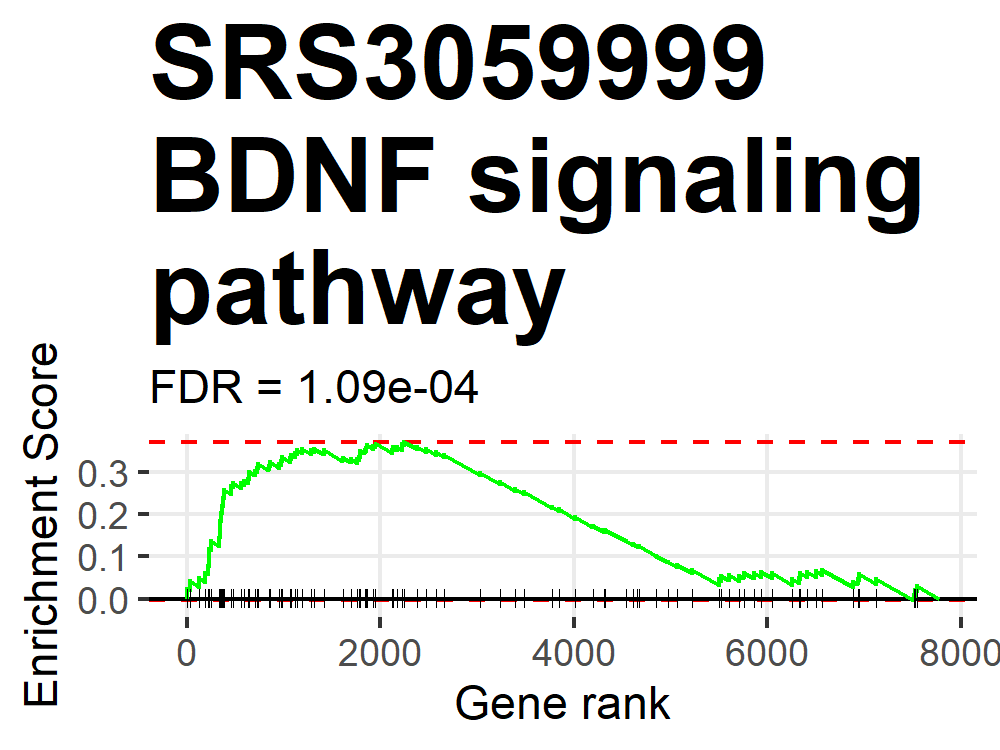 SRS3059999
BDNF signaling
pathway
FDR = 1.09e-04
Enrichment Score
0.3
0.2
0.1
0.0
0 2000 4000 6000 8000
Gene rank